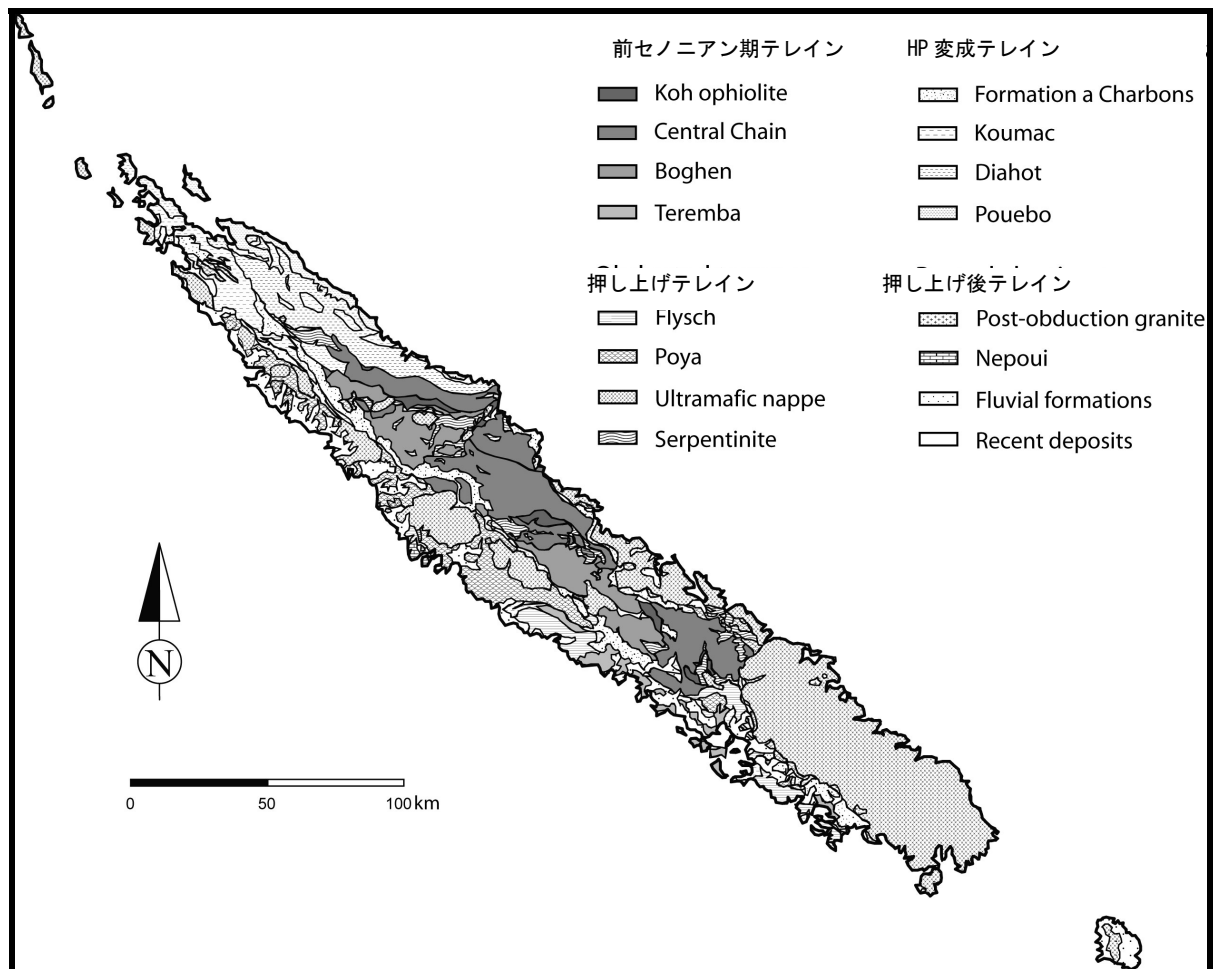 前セノニアン期テレイン
Koh ophiolite
Central Chain
Boghen
Teremba
HP 変成テレイン
Formation a Charbons
Koumac
Diahot
Pouebo
押し上げテレイン
Flysch
Poya
Ultramafic nappe
Serpentinite
押し上げ後テレイン
Post-obduction granite
Nepoui
Fluvial formations
Recent deposits
N
0 50 100 km